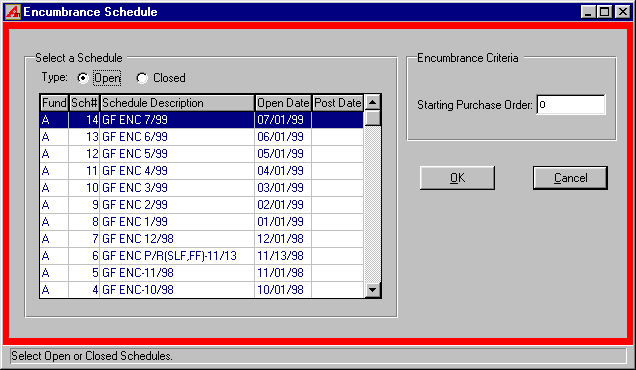 Encumbrance Schedule
Select a Schedule
Type: Open Closed
Fund Sch# Schedule Description Open Date Post Date
A 14 GF ENC 7/99 07/01/99
A 13 GF ENC 6/99 06/01/99
A 12 GF ENC 5/99 05/01/99
A 11 GF ENC 4/99 04/01/99
A 10 GF ENC 3/99 03/01/99
A 9 GF ENC 2/99 02/01/99
A 8 GF ENC 1/99 01/01/99
A 7 GF ENC 12/98 12/01/98
A 6 GF ENC P/R(SLF,FF)-11/13 11/13/98
A 5 GF ENC-11/98 11/01/98
A 4 GF ENC-10/98 10/01/98
Encumbrance Criteria
Starting Purchase Order: 0
OK Cancel
Select Open or Closed Schedules.